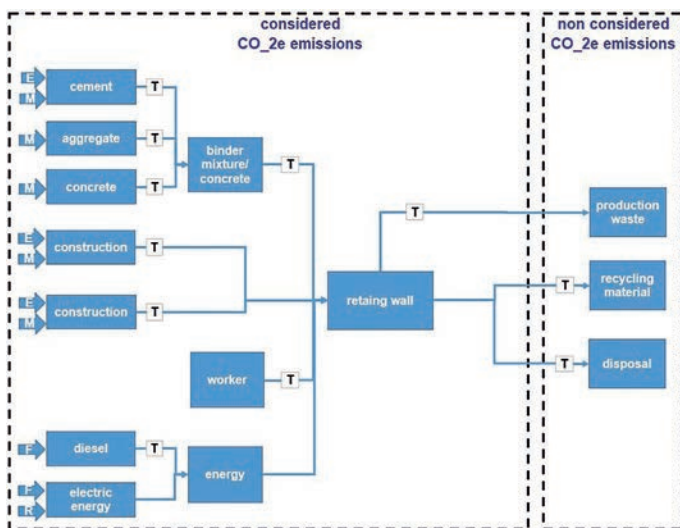 considered
CO_2e emissions
non considered
CO_2e emissions
E
M
cement
T
M
aggregate
T
M
concrete
T
binder
mixture/
concrete
T
E
M
construction
T
E
M
construction
T
worker
T
F
diesel
T
F
R
electric
energy
energy
retaing wall
T
production
waste
T
recycling
material
T
disposal